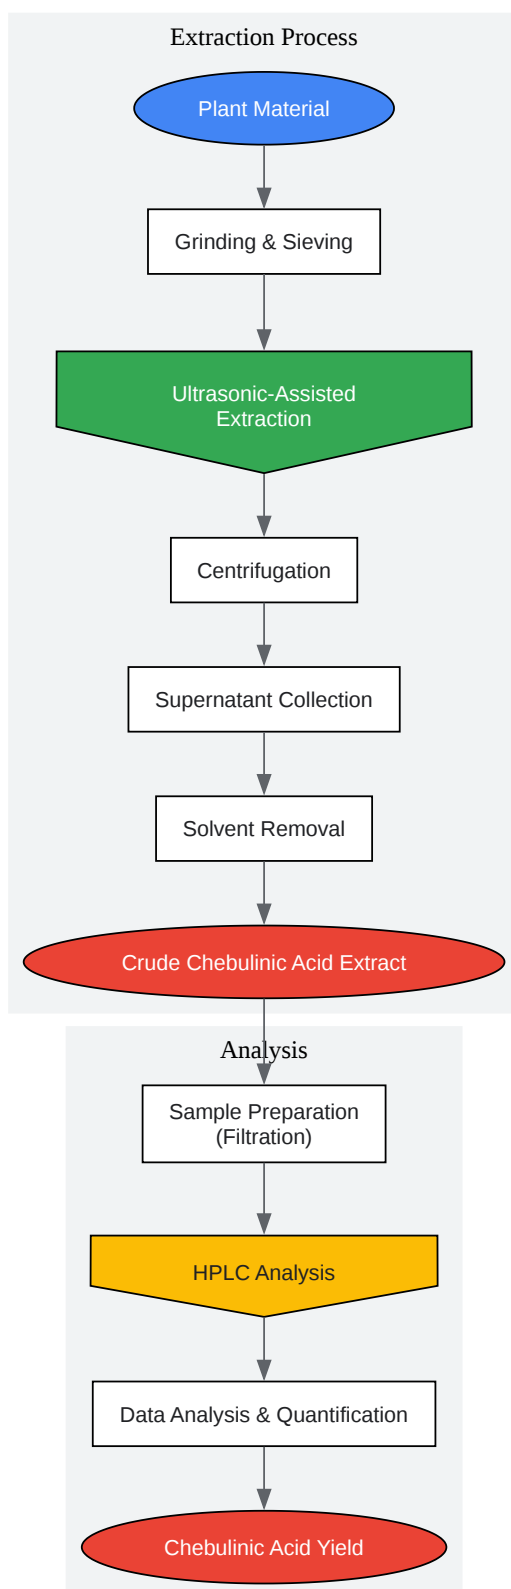 Extraction Process
Plant Material
Grinding & Sieving
Ultrasonic-Assisted
Extraction
Centrifugation
Supernatant Collection
Solvent Removal
Crude Chebulinic Acid Extract
Analysis
Sample Preparation
(Filtration)
HPLC Analysis
Data Analysis & Quantification
Chebulinic Acid Yield